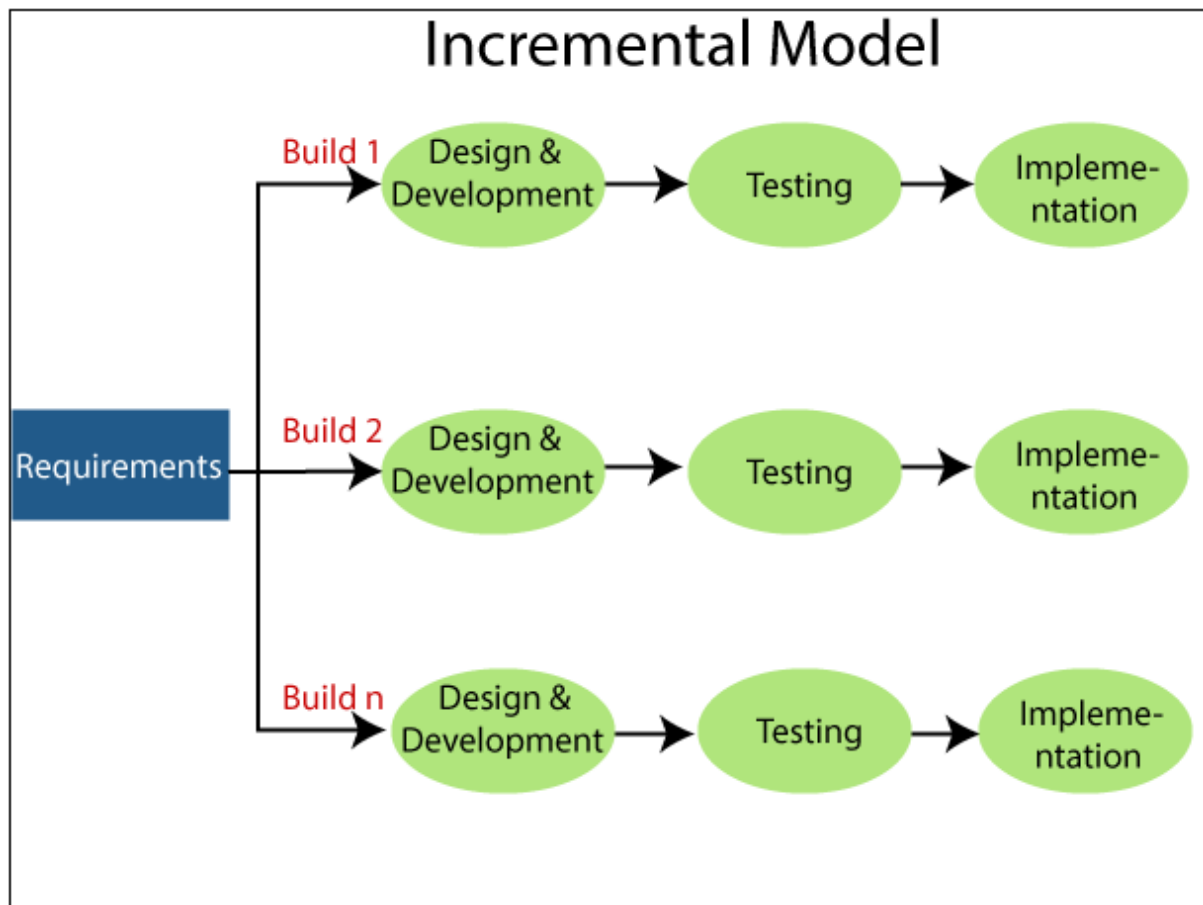 Incremental Model
Build 1
Design &
Development
Testing
Impleme-
ntation
Requirements
Build 2
Design &
Development
Testing
Impleme-
ntation
Build n
Design &
Development
Testing
Impleme-
ntation